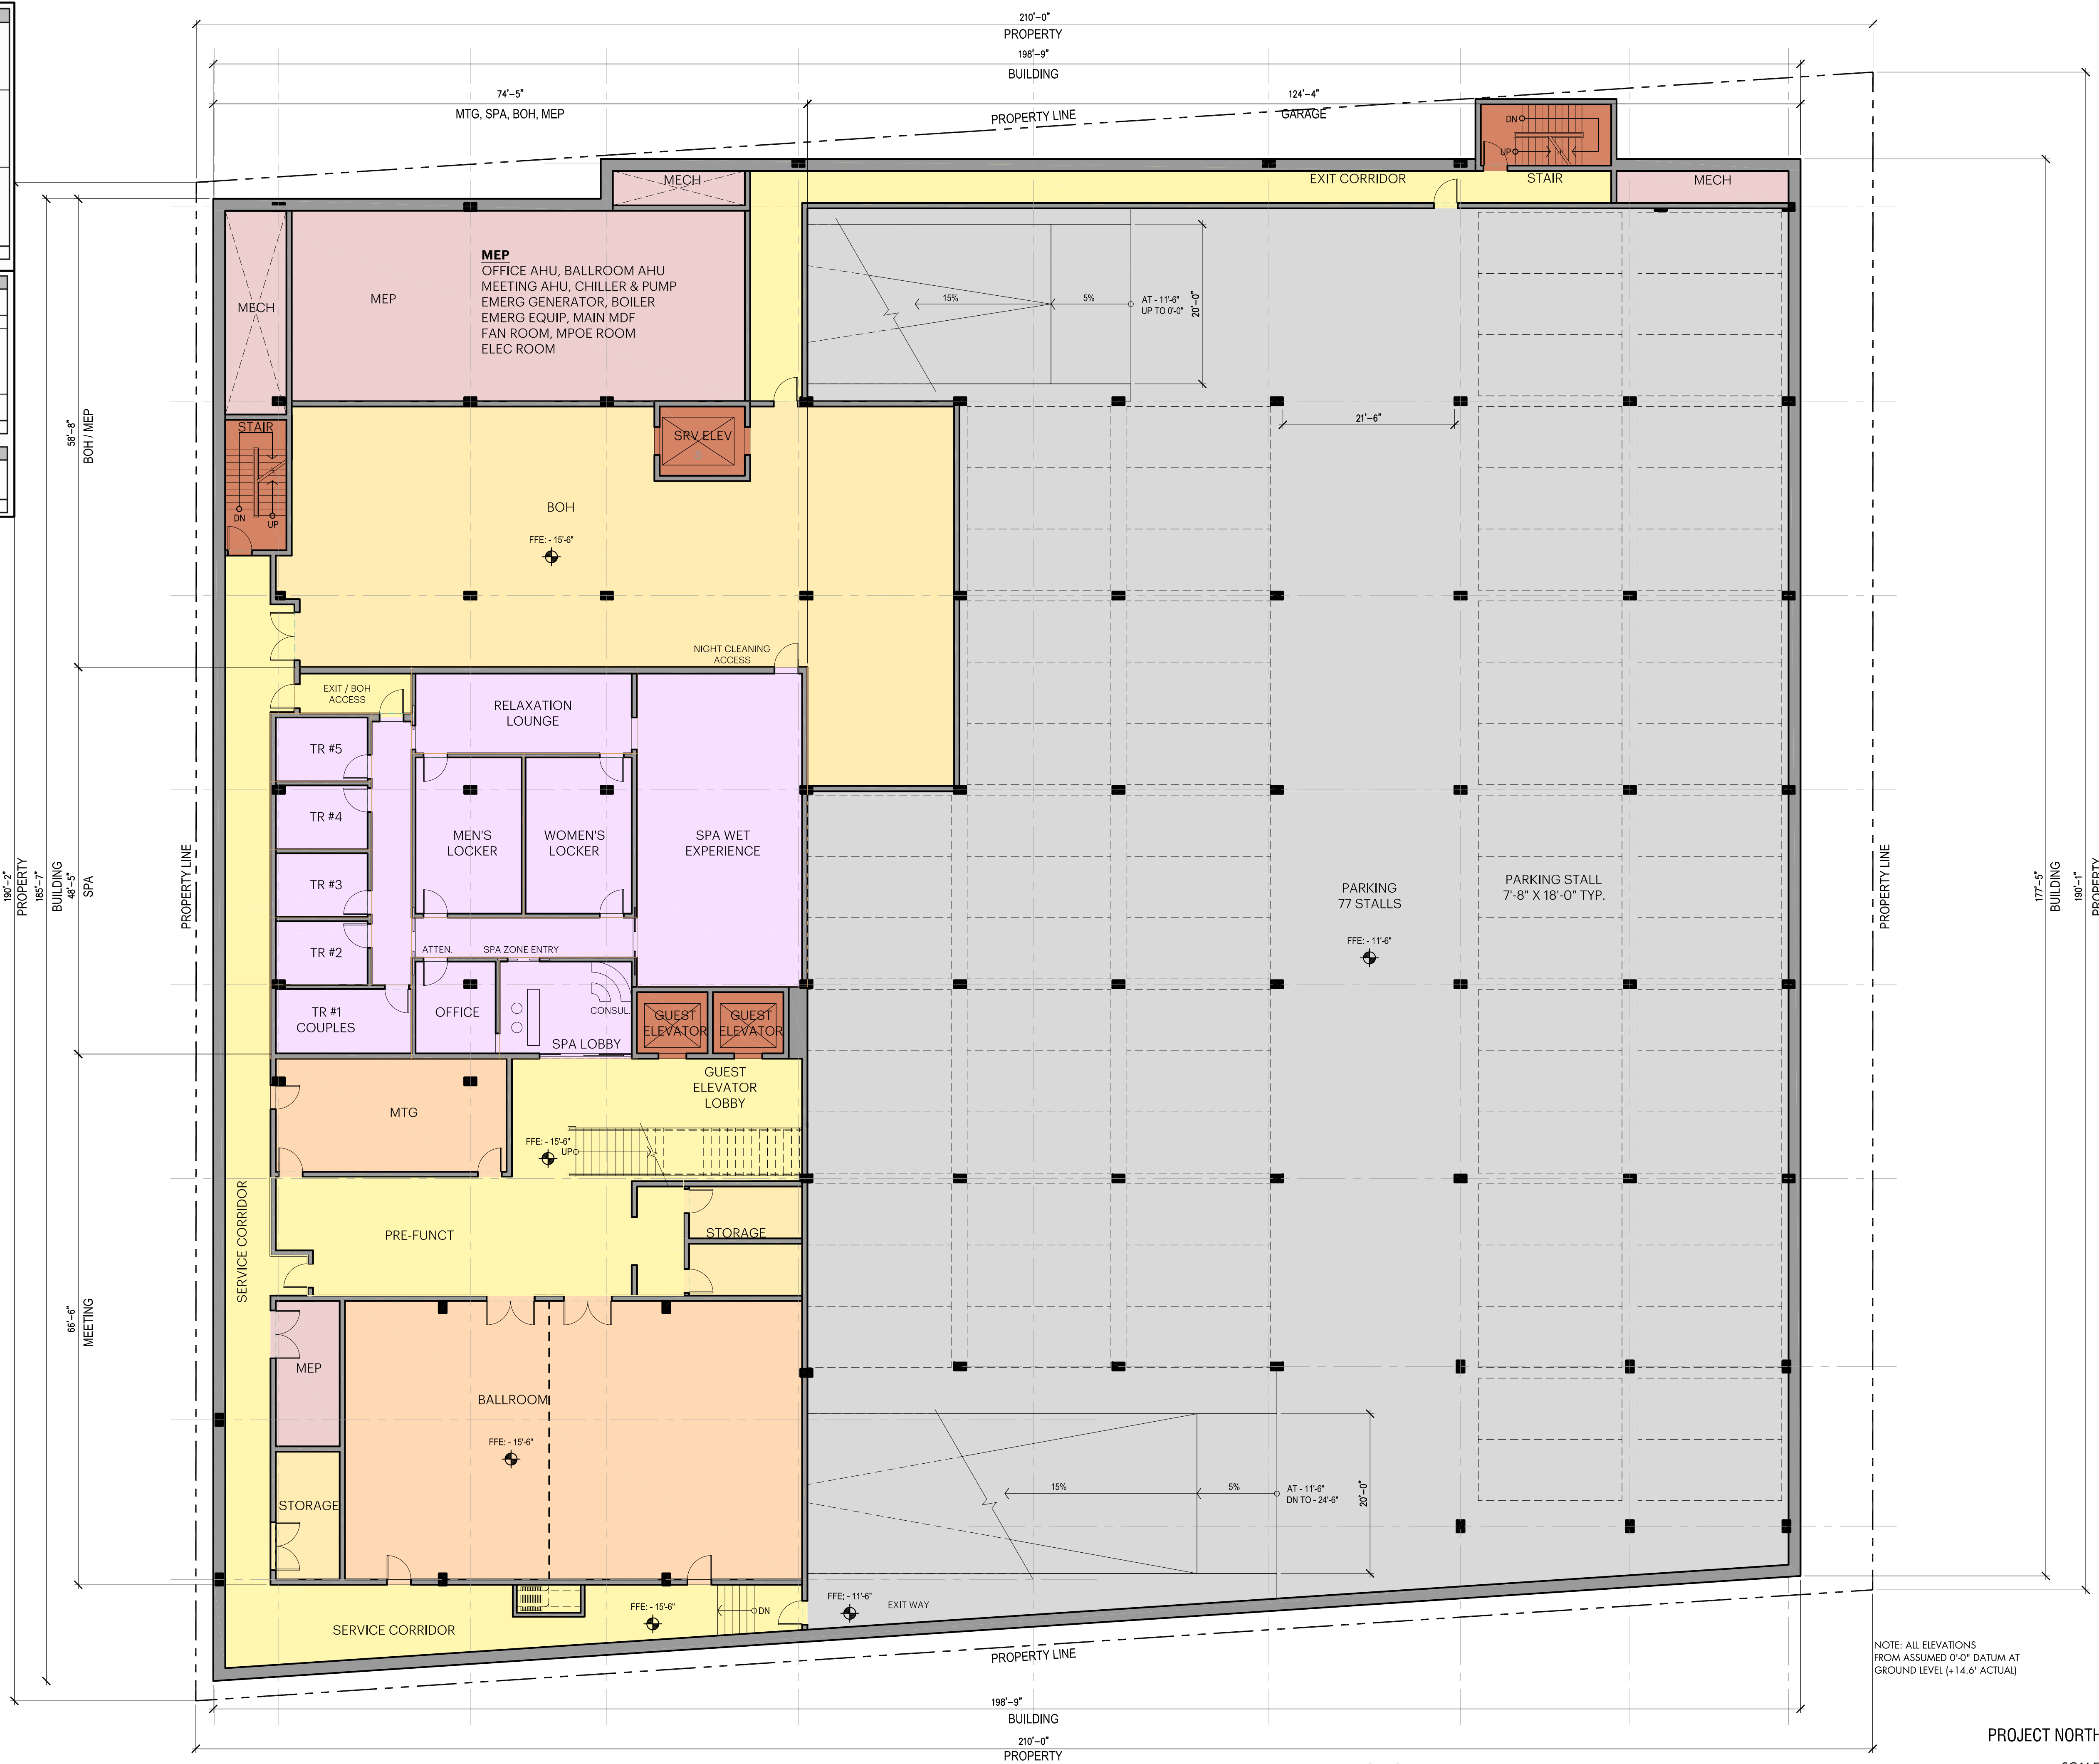 210'-0"
PROPERTY
198'-9"
BUILDING
74'-5"
MTG, SPA, BOH, MEP
124'-4"
GARAGE
PROPERTY LINE
DN
UP
MECH
EXIT CORRIDOR
STAIR
MECH
MECH
MEP
MEP
OFFICE AHU, BALLROOM AHU
MEETING AHU, CHILLER & PUMP
EMERG GENERATOR, BOILER
EMERG EQUIP, MAIN MDF
FAN ROOM, MPOE ROOM
ELEC ROOM
15%
5%
AT - 11'-6"
UP TO 0'-0"
20'-0"
21'-6"
58'-8"
BOH / MEP
STAIR
DN
UP
SRV ELEV
BOH
FFE: - 15'-6"
NIGHT CLEANING
ACCESS
EXIT / BOH
ACCESS
RELAXATION
LOUNGE
TR #5
TR #4
TR #3
TR #2
TR #1
COUPLES
MEN'S
LOCKER
WOMEN'S
LOCKER
SPA WET
EXPERIENCE
ATTEN.
SPA ZONE ENTRY
OFFICE
CONSUL.
SPA LOBBY
GUEST
ELEVATOR
GUEST
ELEVATOR
190'-2"
PROPERTY
185'-7"
BUILDING
48'-5"
SPA
PROPERTY LINE
PARKING
77 STALLS
FFE: - 11'-6"
PARKING STALL
7'-8" X 18'-0" TYP.
PROPERTY LINE
177'-5"
BUILDING
190'-1"
PROPERTY
MTG
GUEST
ELEVATOR
LOBBY
FFE: - 15'-6"
UP
SERVICE CORRIDOR
PRE-FUNCT
STORAGE
66'-6"
MEETING
MEP
BALLROOM
FFE: - 15'-6"
STORAGE
15%
5%
AT - 11'-6"
DN TO - 24'-6"
20'-0"
SERVICE CORRIDOR
FFE: - 15'-6"
DN
FFE: - 11'-6"
EXIT WAY
PROPERTY LINE
NOTE: ALL ELEVATIONS
FROM ASSUMED 0'-0" DATUM AT
GROUND LEVEL (+14.6' ACTUAL)
198'-9"
BUILDING
210'-0"
PROPERTY
PROJECT NORTH